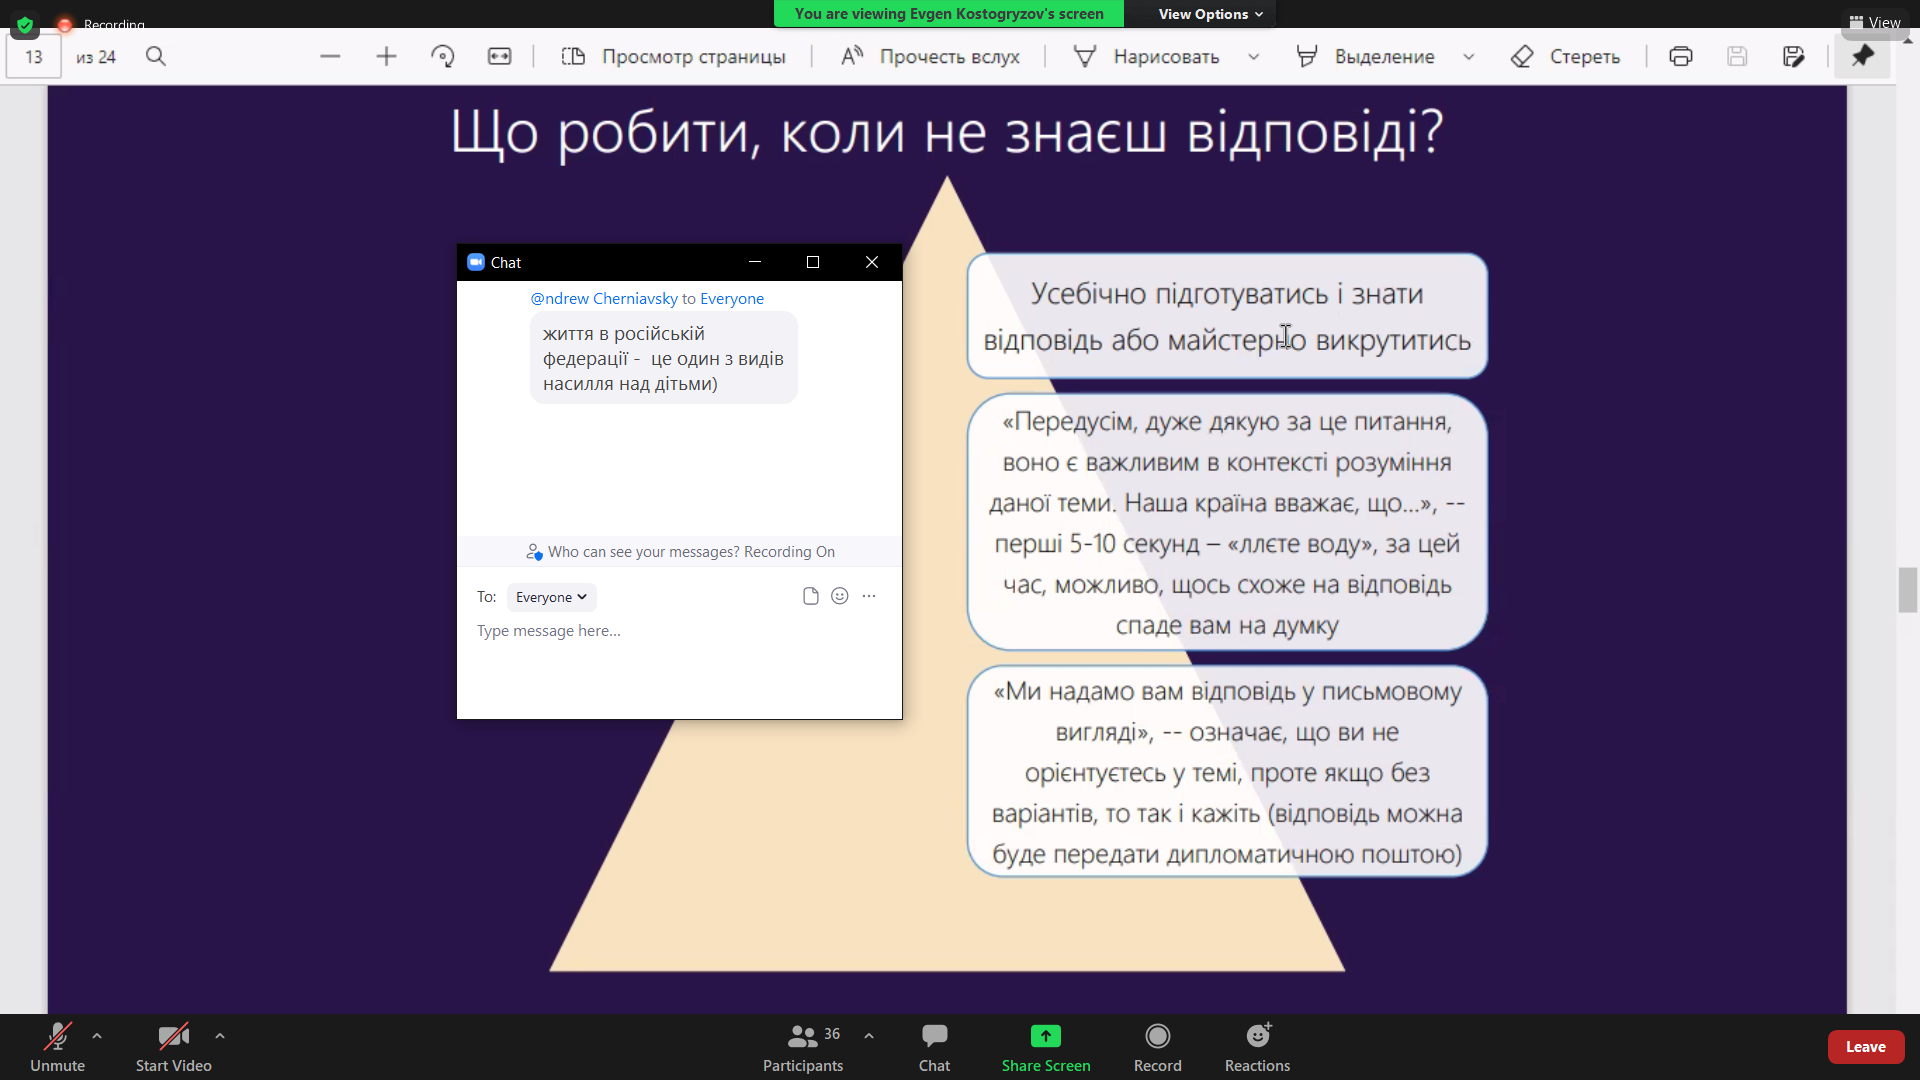 Recording
You are viewing Evgen Kostogryzov's screen View Options
View
13 из 24 Просмотр страницы Прочесть вслух Нарисовать Выделение Стереть
Що робити, коли не знаєш відповіді?
Chat
@ndrew Cherniavsky to Everyone
життя в російській
федерації - це один з видів
насилля над дітьми)
Who can see your messages? Recording On
To: Everyone
Type message here...
Усебічно підготуватись і знати
відповідь або майстерно викрутитись
«Передусім, дуже дякую за це питання,
воно є важливим в контексті розуміння
даної теми. Наша країна вважає, що...», --
перші 5-10 секунд – «ллєте воду», за цей
час, можливо, щось схоже на відповідь
спаде вам на думку
«Ми надамо вам відповідь у письмовому
вигляді», -- означає, що ви не
орієнтуєтесь у темі, проте якщо без
варіантів, то так і кажіть (відповідь можна
буде передати дипломатичною поштою)
Unmute Start Video Participants 36 Chat Share Screen Record Reactions Leave